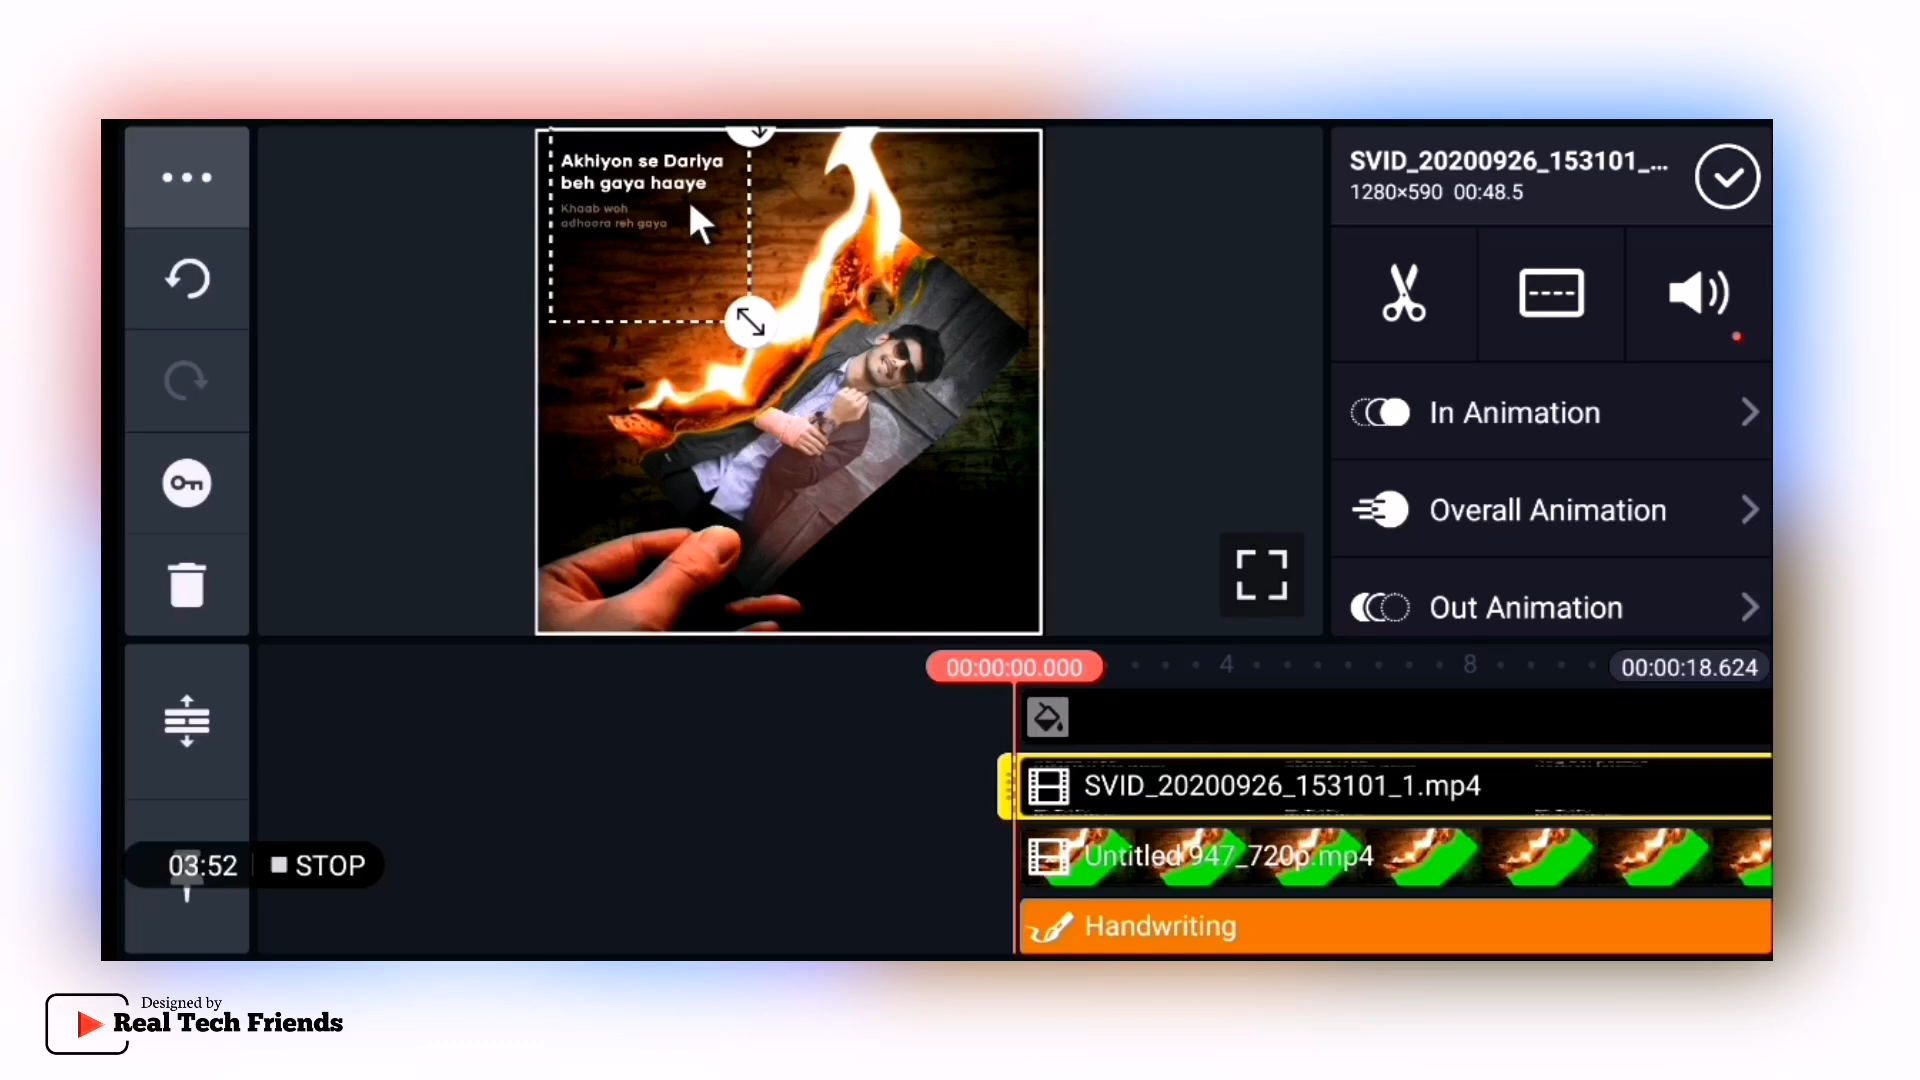 Akhiyon se Dariya
beh gaya haaye
Khaab woh
adhoora reh gaya
SVID_20200926_153101_...
1280×590 00:48.5
In Animation
Overall Animation
Out Animation
00:00:00.000
4
8
00:00:18.624
SVID_20200926_153101_1.mp4
Untitled 947_720p.mp4
Handwriting
03:52
STOP
Designed by
Real Tech Friends